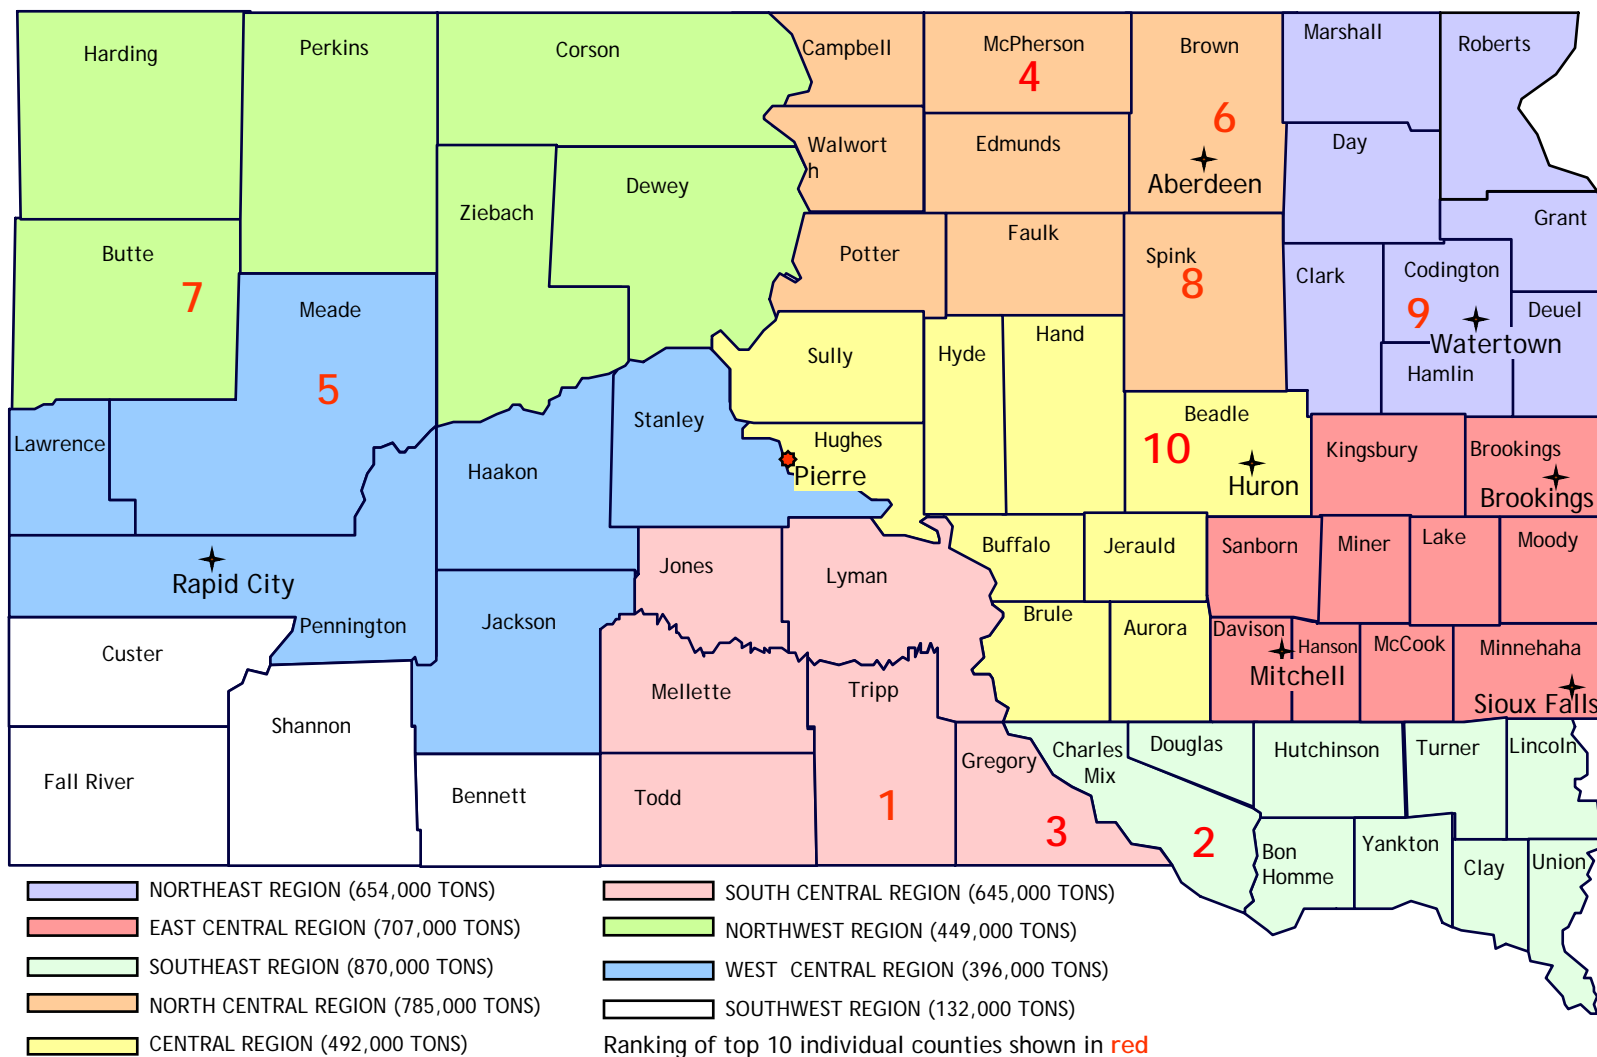 Harding
Perkins
Corson
Campbell
McPherson
4
Brown
6
Aberdeen
Marshall
Roberts
Walwort
h
Edmunds
Day
Ziebach
Dewey
Grant
Butte
7
Potter
Faulk
Spink
8
Clark
Codington
9
Watertown
Deuel
Hamlin
Meade
5
Sully
Hyde
Hand
Lawrence
Haakon
Stanley
Hughes
Pierre
Beadle
10
Huron
Kingsbury
Brookings
Brookings
Rapid City
Pennington
Jackson
Jones
Lyman
Buffalo
Jerauld
Sanborn
Miner
Lake
Moody
Custer
Shannon
Mellette
Tripp
1
Brule
Aurora
Davison
Hanson
Mitchell
McCook
Minnehaha
Sioux Falls
Fall River
Bennett
Todd
Gregory
3
Charles
Mix
2
Douglas
Hutchinson
Turner
Lincoln
Bon
Homme
Yankton
Clay
Union
NORTHEAST REGION (654,000 TONS)
EAST CENTRAL REGION (707,000 TONS)
SOUTHEAST REGION (870,000 TONS)
NORTH CENTRAL REGION (785,000 TONS)
CENTRAL REGION (492,000 TONS)
SOUTH CENTRAL REGION (645,000 TONS)
NORTHWEST REGION (449,000 TONS)
WEST CENTRAL REGION (396,000 TONS)
SOUTHWEST REGION (132,000 TONS)
Ranking of top 10 individual counties shown in red